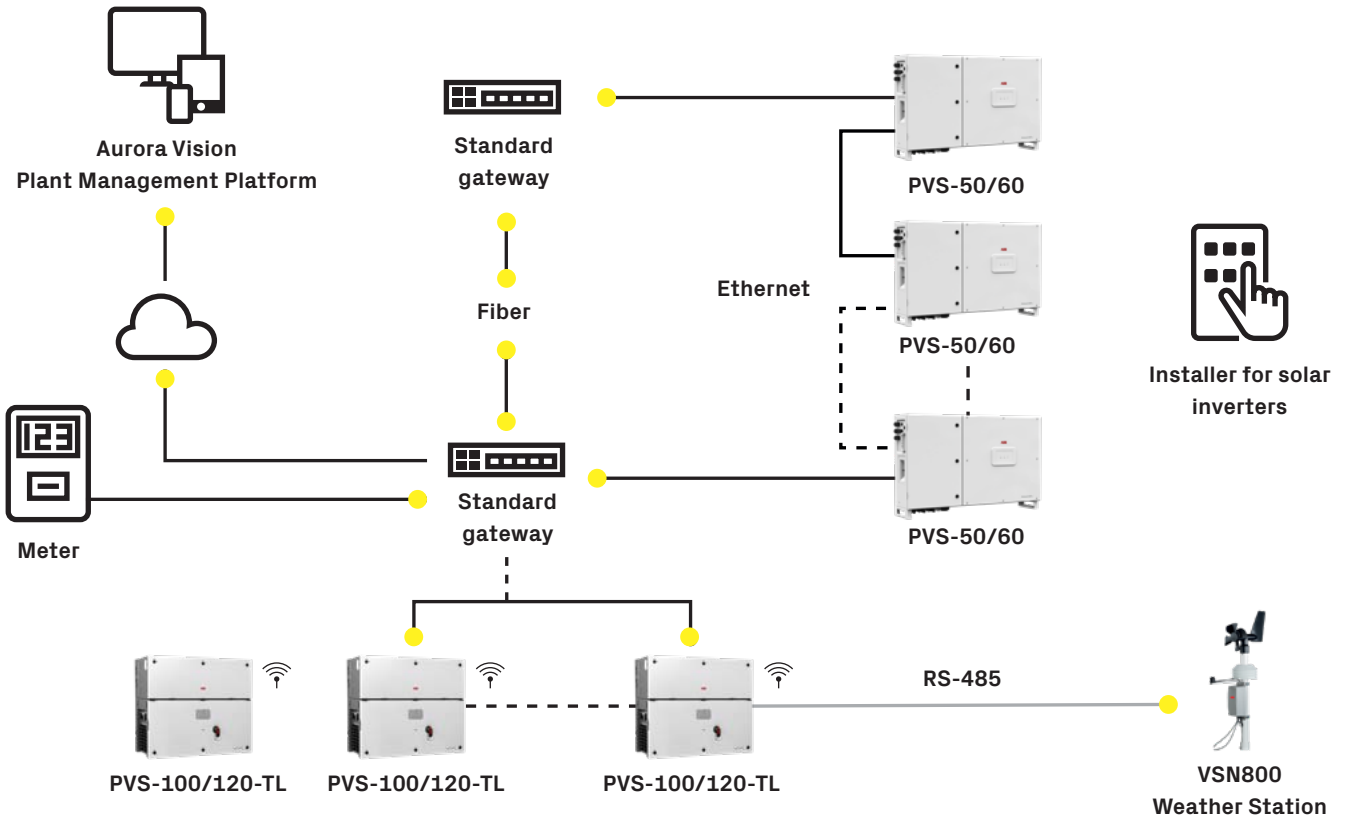 Aurora Vision
Plant Management Platform
Standard
gateway
PVS-50/60
Fiber
Ethernet
PVS-50/60
Installer for solar
inverters
123
Meter
Standard
gateway
PVS-50/60
RS-485
PVS-100/120-TL
PVS-100/120-TL
PVS-100/120-TL
VSN800
Weather Station